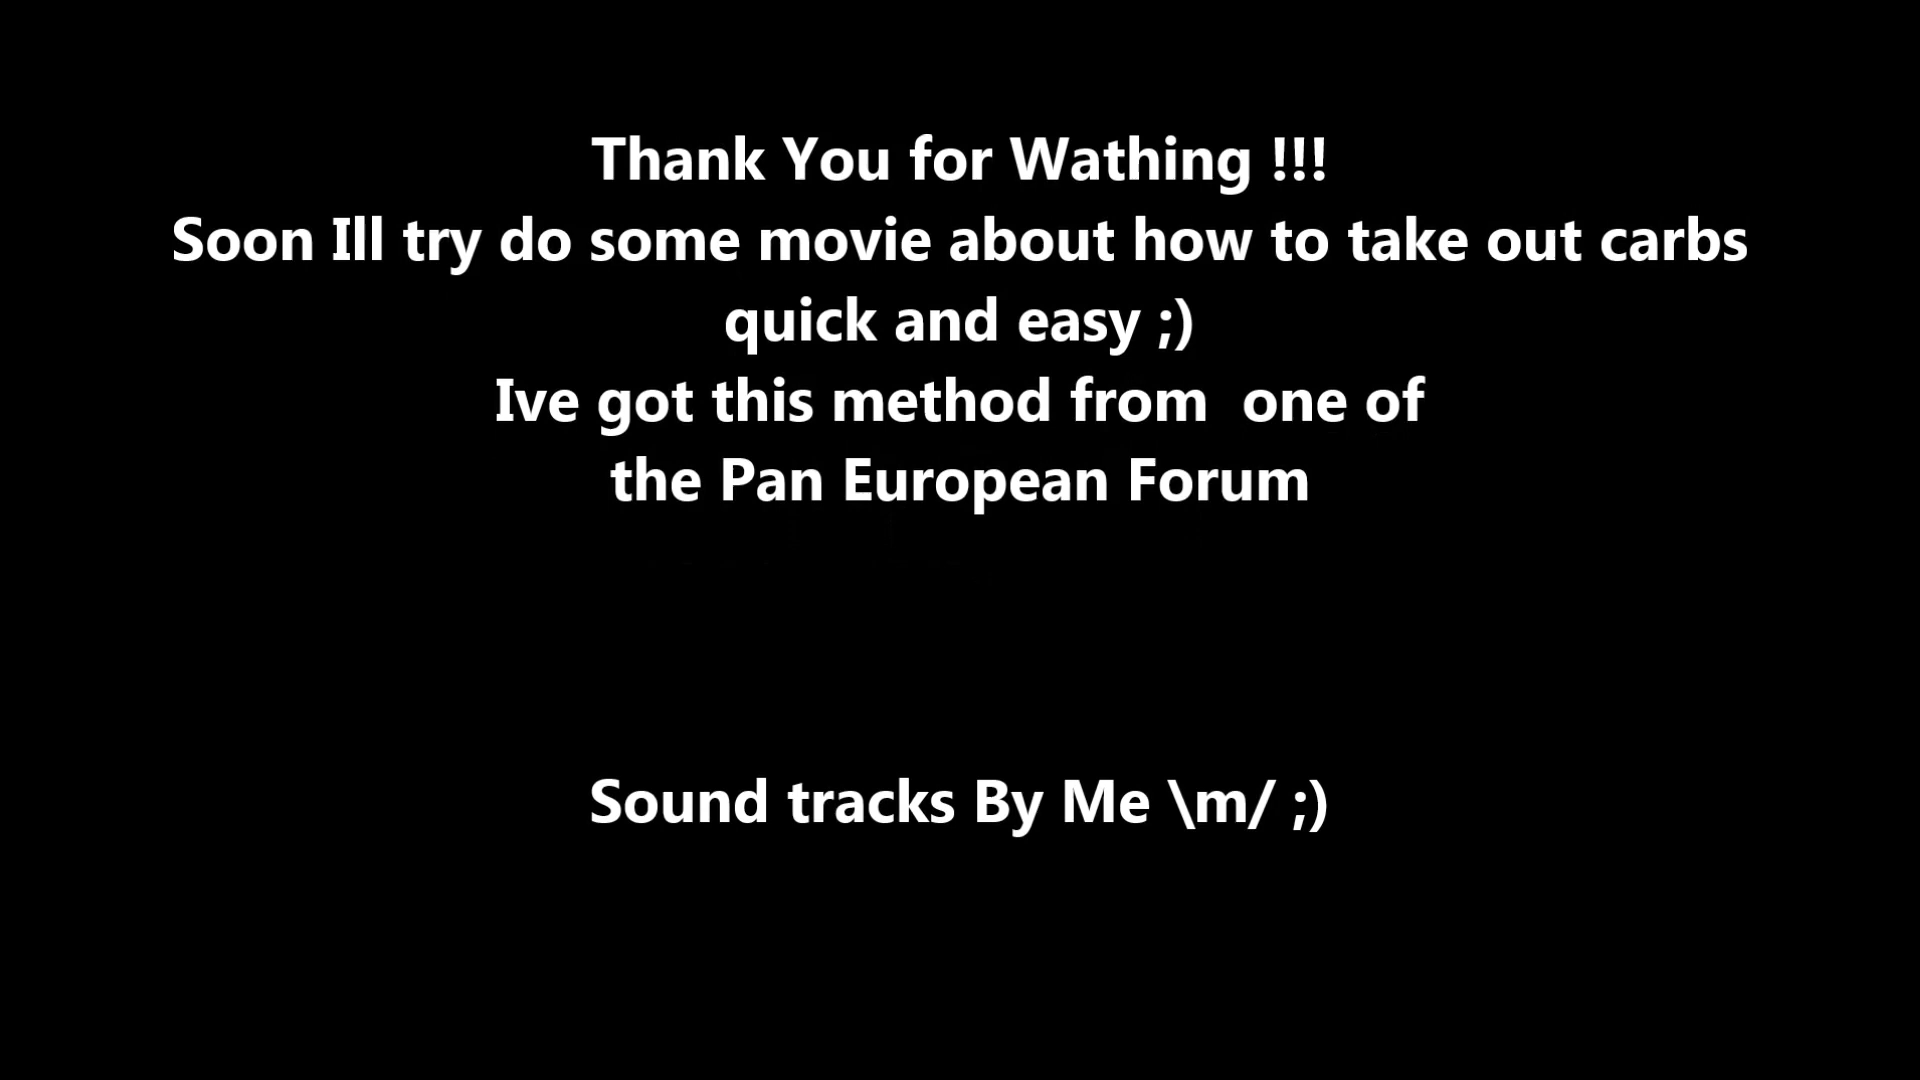 Thank You for Wathing !!!
Soon Ill try do some movie about how to take out carbs
quick and easy ;)
Ive got this method from  one of
the Pan European Forum
Sound tracks By Me \m/ ;)